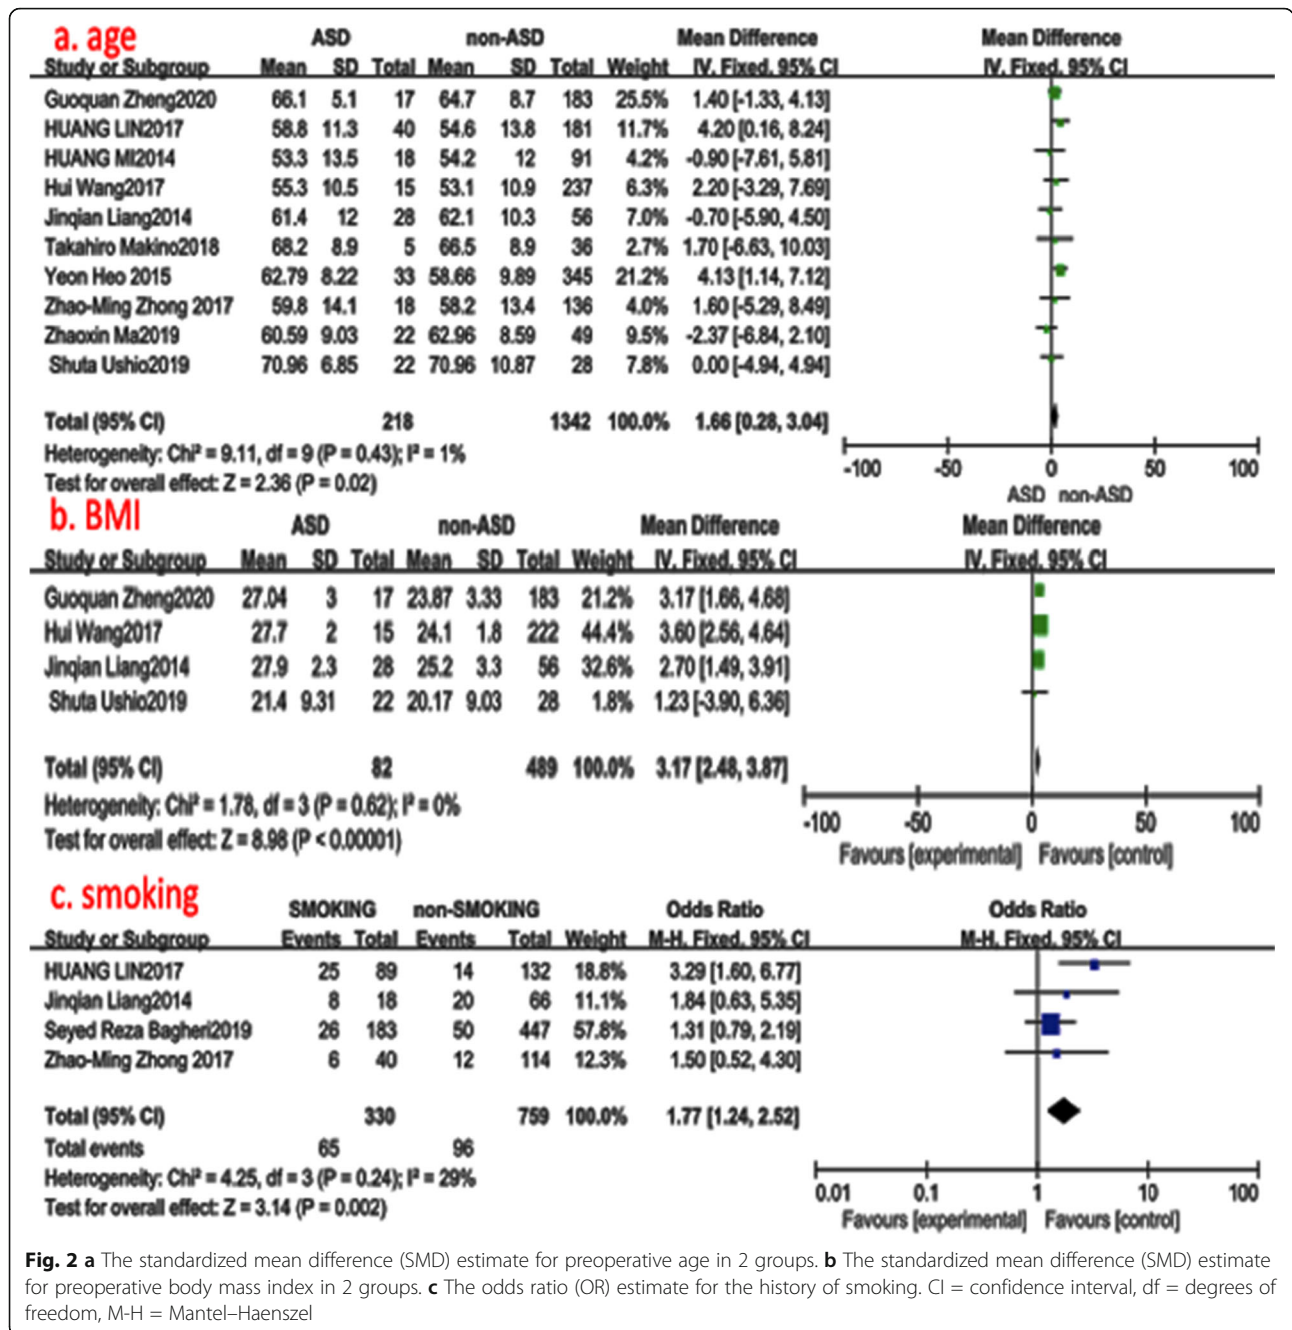 a. age
ASD non-ASD Mean Difference Mean Difference
Study or Subgroup Mean SD Total Mean SD Total Weight IV. Fixed. 95% CI IV. Fixed. 95% CI
Guoquan Zheng2020 66.1 5.1 17 64.7 8.7 183 25.5% 1.40 [-1.33, 4.13]
HUANG LIN2017 58.8 11.3 40 54.6 13.8 181 11.7% 4.20 [0.16, 8.24]
HUANG MI2014 53.3 13.5 18 54.2 12 91 4.2% -0.90 [-7.61, 5.81]
Hui Wang2017 55.3 10.5 15 53.1 10.9 237 6.3% 2.20 [-3.29, 7.69]
Jinqian Liang2014 61.4 12 28 62.1 10.3 56 7.0% -0.70 [-5.90, 4.50]
Takahiro Makino2018 68.2 8.9 5 66.5 8.9 36 2.7% 1.70 [-6.63, 10.03]
Yeon Heo 2015 62.79 8.22 33 58.66 9.89 345 21.2% 4.13 [1.14, 7.12]
Zhao-Ming Zhong 2017 59.8 14.1 18 58.2 13.4 136 4.0% 1.60 [-5.29, 8.49]
Zhaoxin Ma2019 60.59 9.03 22 62.96 8.59 49 9.5% -2.37 [-6.84, 2.10]
Shuta Ushio2019 70.96 6.85 22 70.96 10.87 28 7.8% 0.00 [-4.94, 4.94]
Total (95% CI) 218 1342 100.0% 1.66 [0.28, 3.04]
Heterogeneity: Chi² = 9.11, df = 9 (P = 0.43); I² = 1%
Test for overall effect: Z = 2.36 (P = 0.02)
-100 -50 0 50 100
ASD non-ASD
b. BMI
ASD non-ASD Mean Difference Mean Difference
Study or Subgroup Mean SD Total Mean SD Total Weight IV. Fixed. 95% CI IV. Fixed. 95% CI
Guoquan Zheng2020 27.04 3 17 23.87 3.33 183 21.2% 3.17 [1.66, 4.68]
Hui Wang2017 27.7 2 15 24.1 1.8 222 44.4% 3.60 [2.56, 4.64]
Jinqian Liang2014 27.9 2.3 28 25.2 3.3 56 32.6% 2.70 [1.49, 3.91]
Shuta Ushio2019 21.4 9.31 22 20.17 9.03 28 1.8% 1.23 [-3.90, 6.36]
Total (95% CI) 82 489 100.0% 3.17 [2.48, 3.87]
Heterogeneity: Chi² = 1.78, df = 3 (P = 0.62); I² = 0%
Test for overall effect: Z = 8.98 (P < 0.00001)
-100 -50 0 50 100
Favours [experimental] Favours [control]
c. smoking
SMOKING non-SMOKING Odds Ratio Odds Ratio
Study or Subgroup Events Total Events Total Weight M-H. Fixed. 95% CI M-H. Fixed. 95% CI
HUANG LIN2017 25 89 14 132 18.8% 3.29 [1.60, 6.77]
Jinqian Liang2014 8 18 20 66 11.1% 1.84 [0.63, 5.35]
Seyed Reza Bagheri2019 26 183 50 447 57.8% 1.31 [0.79, 2.19]
Zhao-Ming Zhong 2017 6 40 12 114 12.3% 1.50 [0.52, 4.30]
Total (95% CI) 330 759 100.0% 1.77 [1.24, 2.52]
Total events 65 96
Heterogeneity: Chi² = 4.25, df = 3 (P = 0.24); I² = 29%
Test for overall effect: Z = 3.14 (P = 0.002)
0.01 0.1 1 10 100
Favours [experimental] Favours [control]
Fig. 2 a The standardized mean difference (SMD) estimate for preoperative age in 2 groups. b The standardized mean difference (SMD) estimate
for preoperative body mass index in 2 groups. c The odds ratio (OR) estimate for the history of smoking. CI = confidence interval, df = degrees of
freedom, M-H = Mantel–Haenszel